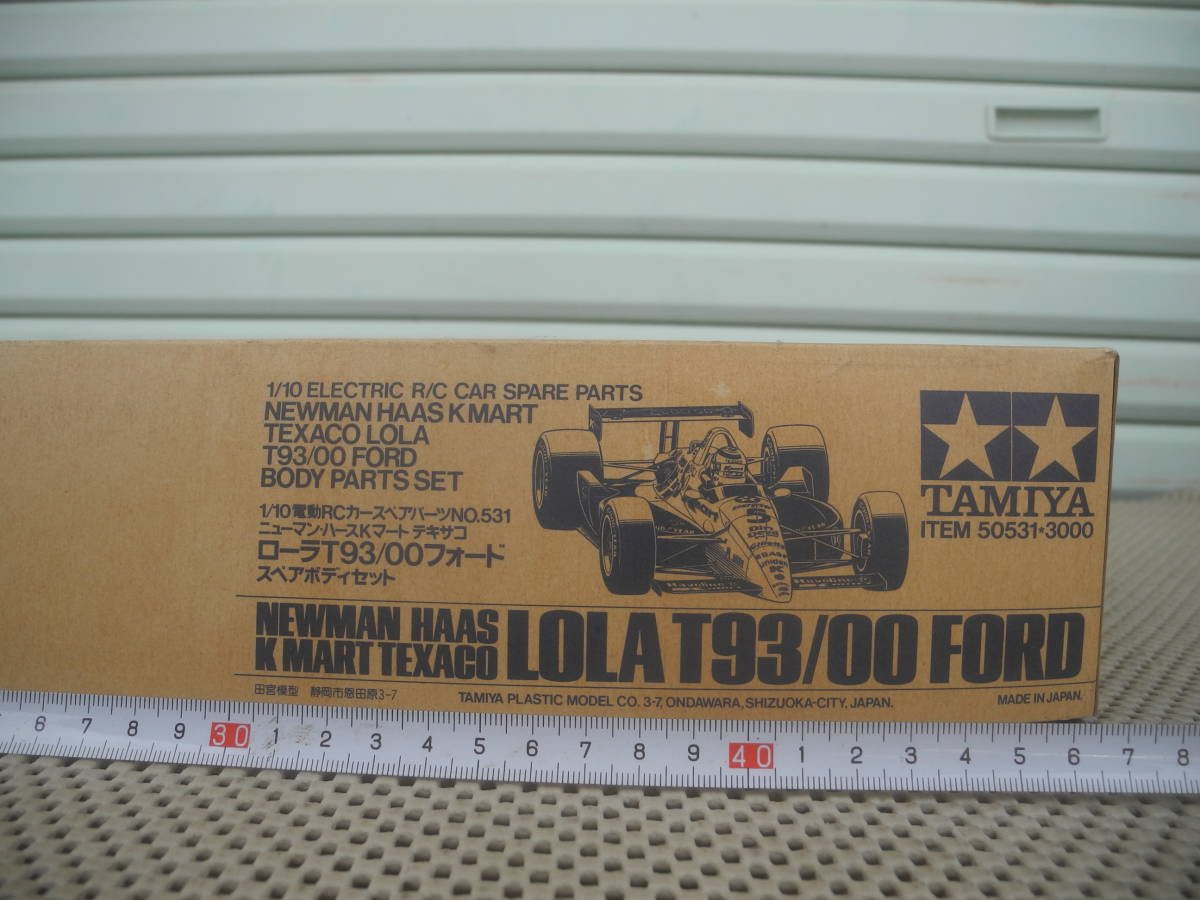 1/10 ELECTRIC R/C CAR SPARE PARTS
NEWMAN HAAS K MART
TEXACO LOLA
T93/00 FORD
BODY PARTS SET
1/10電動RCカースペアパーツNO.531
ニューマン・ハースKマート テキサコ
ローラT93/00フォード
スペアボディセット
TAMIYA
ITEM 50531★3000
5
Havoline
NEWMAN HAAS
K MART TEXACO
LOLA T93/00 FORD
田宮模型 静岡市恩田原3-7
TAMIYA PLASTIC MODEL CO. 3-7, ONDAWARA, SHIZUOKA-CITY, JAPAN.
MADE IN JAPAN.
6 7 8 9 30 1 2 3 4 5 6 7 8 9 40 1 2 3 4 5 6 7 8